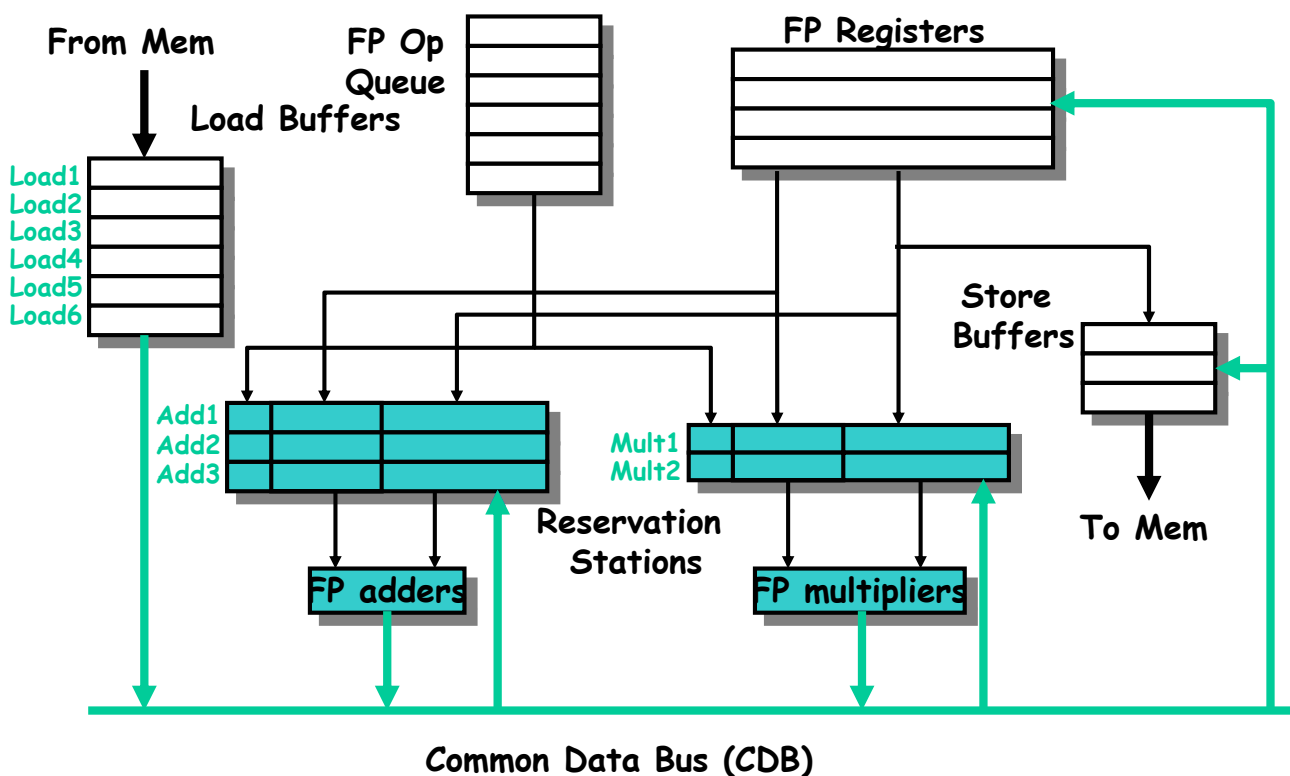 From Mem
FP Op
Queue
FP Registers
Load Buffers
Load1
Load2
Load3
Load4
Load5
Load6
Store
Buffers
Add1
Add2
Add3
Mult1
Mult2
Reservation
Stations
To Mem
FP adders
FP multipliers
Common Data Bus (CDB)